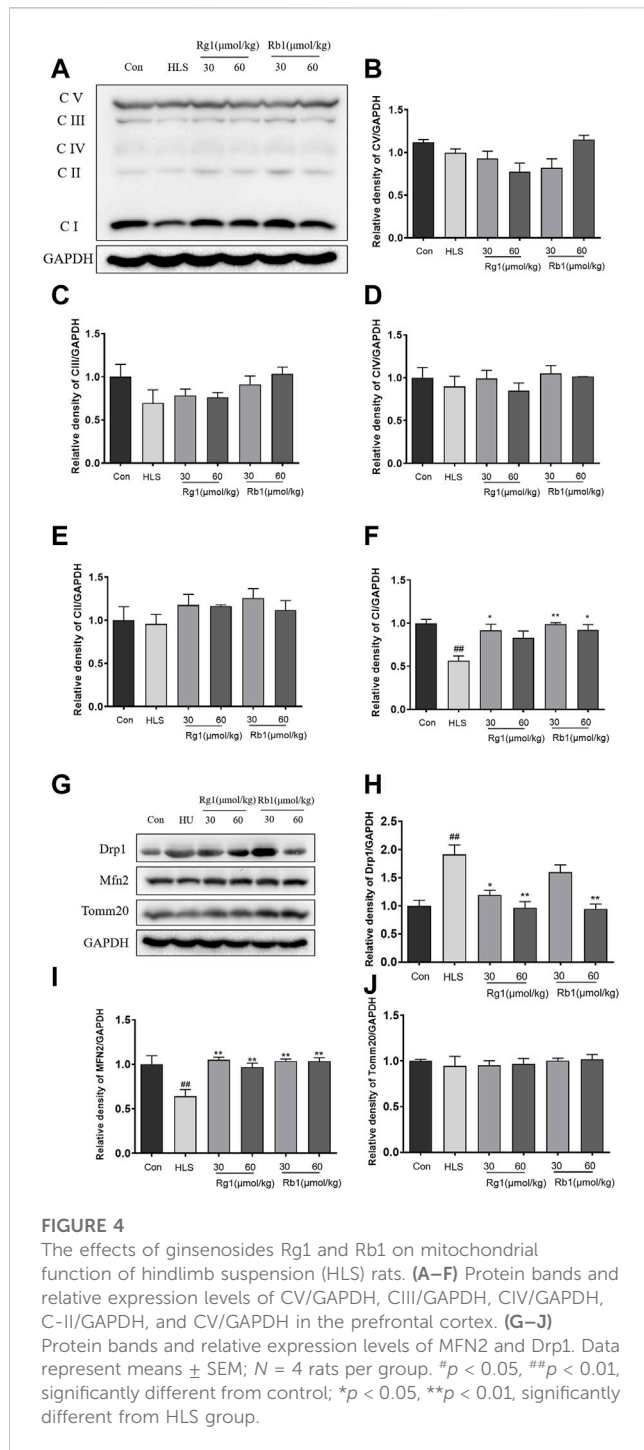 A
Rg1(μmol/kg) Rb1(μmol/kg)
Con HLS 30 60 30 60
C V
C III
C IV
C II
C I
GAPDH
B
Relative density of CV/GAPDH
1.5
1.0
0.5
0.0
Con HLS 30 60 30 60
Rg1(μmol/kg) Rb1(μmol/kg)
C
Relative density of CIII/GAPDH
1.5
1.0
0.5
0.0
Con HLS 30 60 30 60
Rg1(μmol/kg) Rb1(μmol/kg)
D
Relative density of CIV/GAPDH
1.5
1.0
0.5
0.0
Con HLS 30 60 30 60
Rg1(μmol/kg) Rb1(μmol/kg)
E
Relative density of CII/GAPDH
1.5
1.0
0.5
0.0
Con HLS 30 60 30 60
Rg1(μmol/kg) Rb1(μmol/kg)
F
Relative density of CI/GAPDH
1.5
1.0
0.5
0.0
## * ** *
Con HLS 30 60 30 60
Rg1(μmol/kg) Rb1(μmol/kg)
G
Rg1(μmol/kg) Rb1(μmol/kg)
Con HU 30 60 30 60
Drp1
Mfn2
Tomm20
GAPDH
H
Relative density of Drp1/GAPDH
2.5
2.0
1.5
1.0
0.5
0.0
## * ** **
Con HLS 30 60 30 60
Rg1(μmol/kg) Rb1(μmol/kg)
I
Relative density of MFN2/GAPDH
1.5
1.0
0.5
0.0
## ** ** ** **
Con HLS 30 60 30 60
Rg1(μmol/kg) Rb1(μmol/kg)
J
Relative density of Tomm20/GAPDH
1.5
1.0
0.5
0.0
Con HLS 30 60 30 60
Rg1(μmol/kg) Rb1(μmol/kg)
FIGURE 4
The effects of ginsenosides Rg1 and Rb1 on mitochondrial
function of hindlimb suspension (HLS) rats. (A–F) Protein bands and
relative expression levels of CV/GAPDH, CIII/GAPDH, CIV/GAPDH,
C-II/GAPDH, and CV/GAPDH in the prefrontal cortex. (G–J)
Protein bands and relative expression levels of MFN2 and Drp1. Data
represent means ± SEM; N = 4 rats per group. #p < 0.05, ##p < 0.01,
significantly different from control; *p < 0.05, **p < 0.01, significantly
different from HLS group.